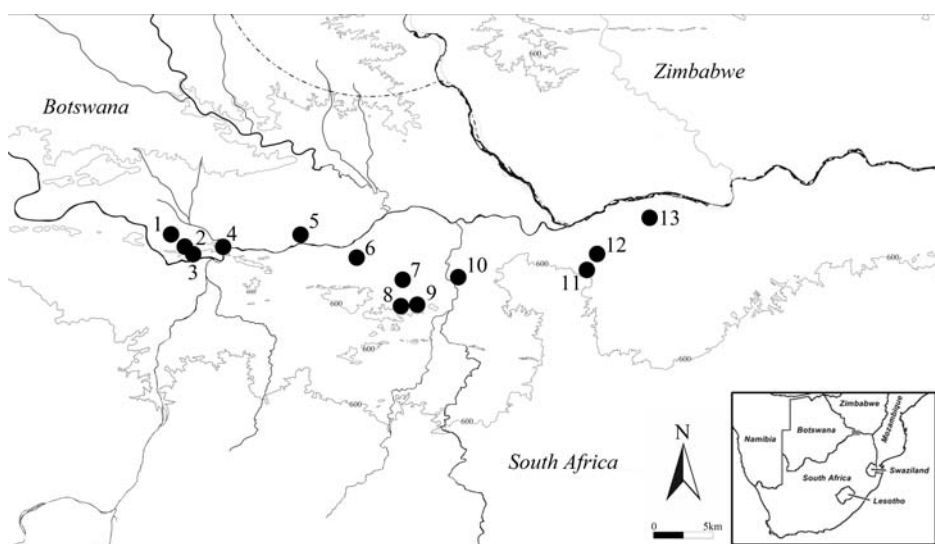 600
Zimbabwe
Botswana
600
1
2
3
4
5
6
7
8
9
10
11
12
13
600
600
600
600
600
600
South Africa
N
0 5km
Zimbabwe
Mozambique
Botswana
Namibia
Swaziland
South Africa
Lesotho